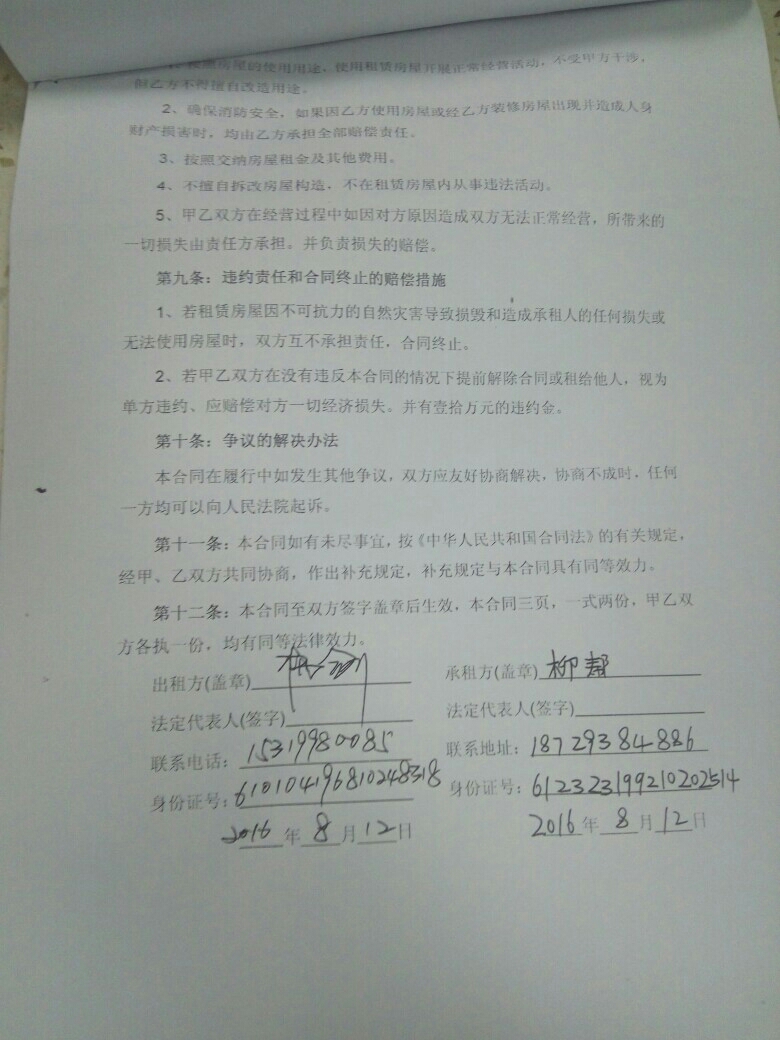 房屋的使用用途，使用租赁房屋开展正常经营活动，不受甲方干涉，
但乙方不得擅自改造用途。
2、确保消防安全，如果因乙方使用房屋或经乙方装修房屋出现并造成人身
财产损害时，均由乙方承担全部赔偿责任。
3、按照交纳房屋租金及其他费用。
4、不擅自拆改房屋构造，不在租赁房屋内从事违法活动。
5、甲乙双方在经营过程中如因对方原因造成双方无法正常经营，所带来的
一切损失由责任方承担。并负责损失的赔偿。
第九条：违约责任和合同终止的赔偿措施
1、若租赁房屋因不可抗力的自然灾害导致损毁和造成承租人的任何损失或
无法使用房屋时，双方互不承担责任，合同终止。
2、若甲乙双方在没有违反本合同的情况下提前解除合同或租给他人，视为
单方违约、应赔偿对方一切经济损失。并有壹拾万元的违约金。
第十条：争议的解决办法
本合同在履行中如发生其他争议，双方应友好协商解决，协商不成时，任何
一方均可以向人民法院起诉。
第十一条：本合同如有未尽事宜，按《中华人民共和国合同法》的有关规定，
经甲、乙双方共同协商，作出补充规定，补充规定与本合同具有同等效力。
第十二条：本合同至双方签字盖章后生效，本合同三页，一式两份，甲乙双
方各执一份，均有同等法律效力。
出租方(盖章) 承租方(盖章) 柳帮
法定代表人(签字) 法定代表人(签字)
联系电话：15319980085 联系地址：18729384886
身份证号：610104196810248318 身份证号：612323199210202514
2016年8月12日 2016年8月12日